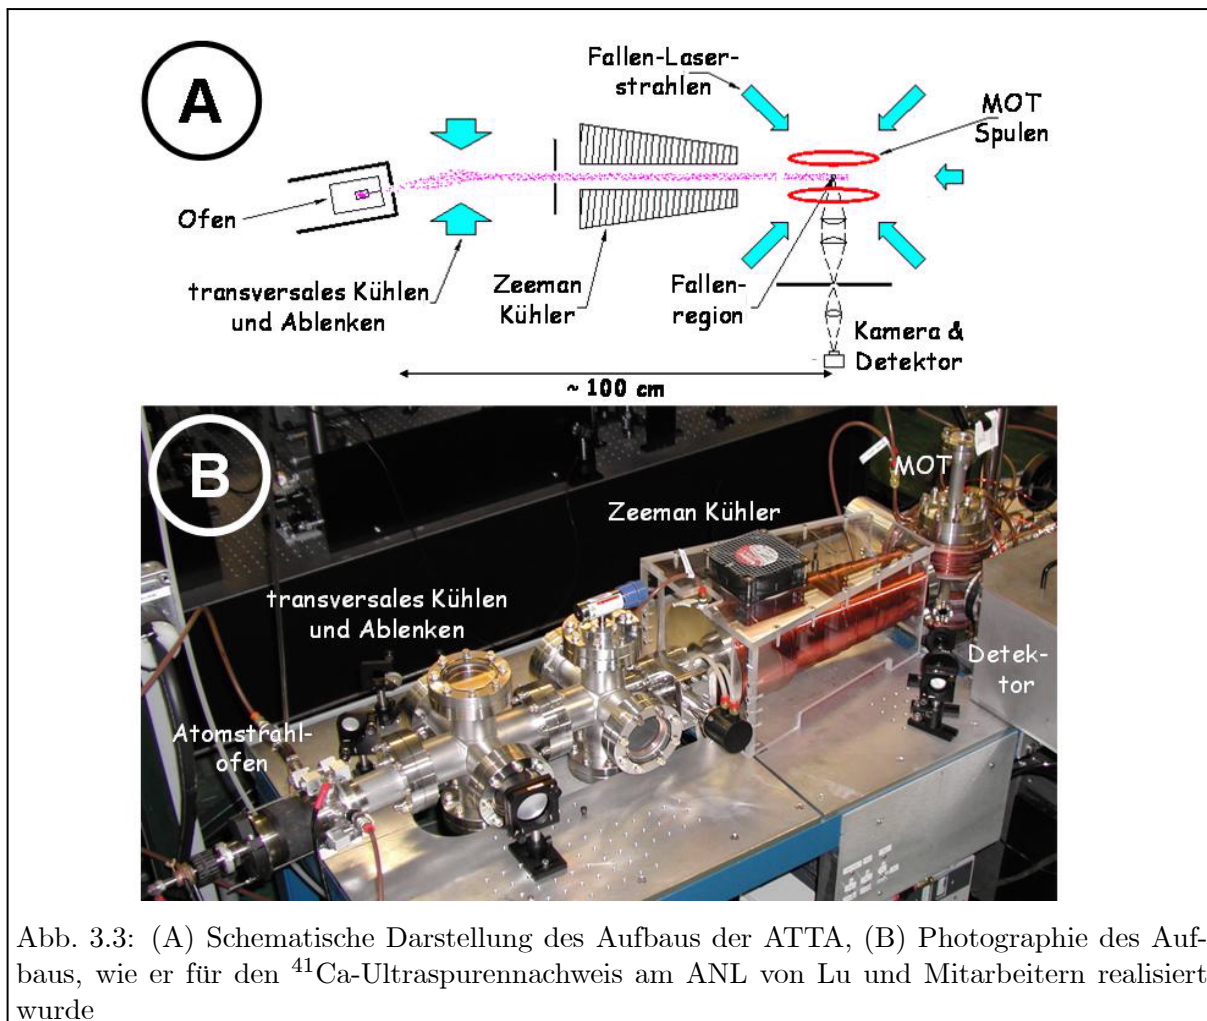 A
Fallen-Laser-
strahlen
MOT
Spulen
Ofen
transversales Kühlen
und Ablenken
Zeeman
Kühler
Fallen-
region
Kamera &
Detektor
~ 100 cm
B
MOT
Zeeman Kühler
transversales Kühlen
und Ablenken
Detek-
tor
Atomstrahl-
ofen
Abb. 3.3: (A) Schematische Darstellung des Aufbaus der ATTA, (B) Photographie des Auf-
baus, wie er für den ⁴¹Ca-Ultraspurennachweis am ANL von Lu und Mitarbeitern realisiert
wurde